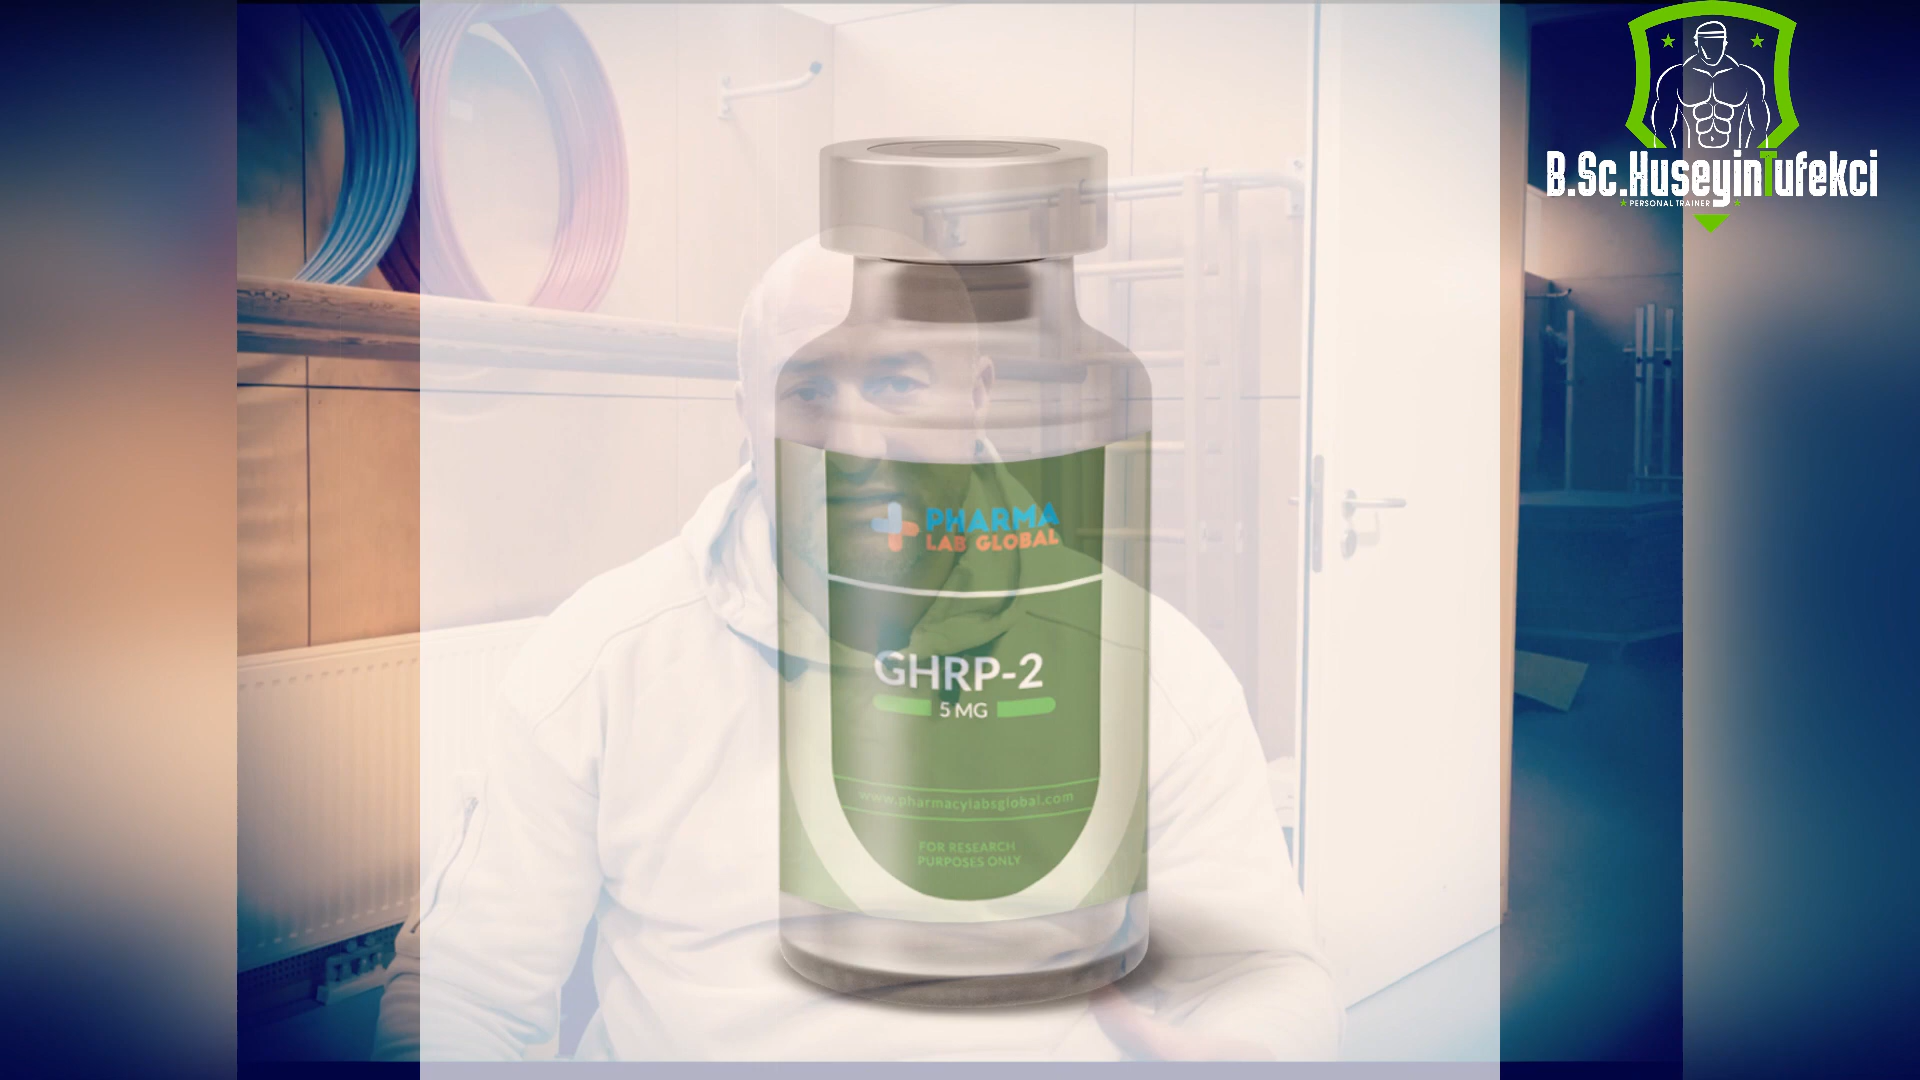 B.Sc.HuseyinTufekci
PERSONAL TRAINER
PHARMA
LAB GLOBAL
GHRP-2
5 MG
www.pharmacylabsglobal.com
FOR RESEARCH
PURPOSES ONLY